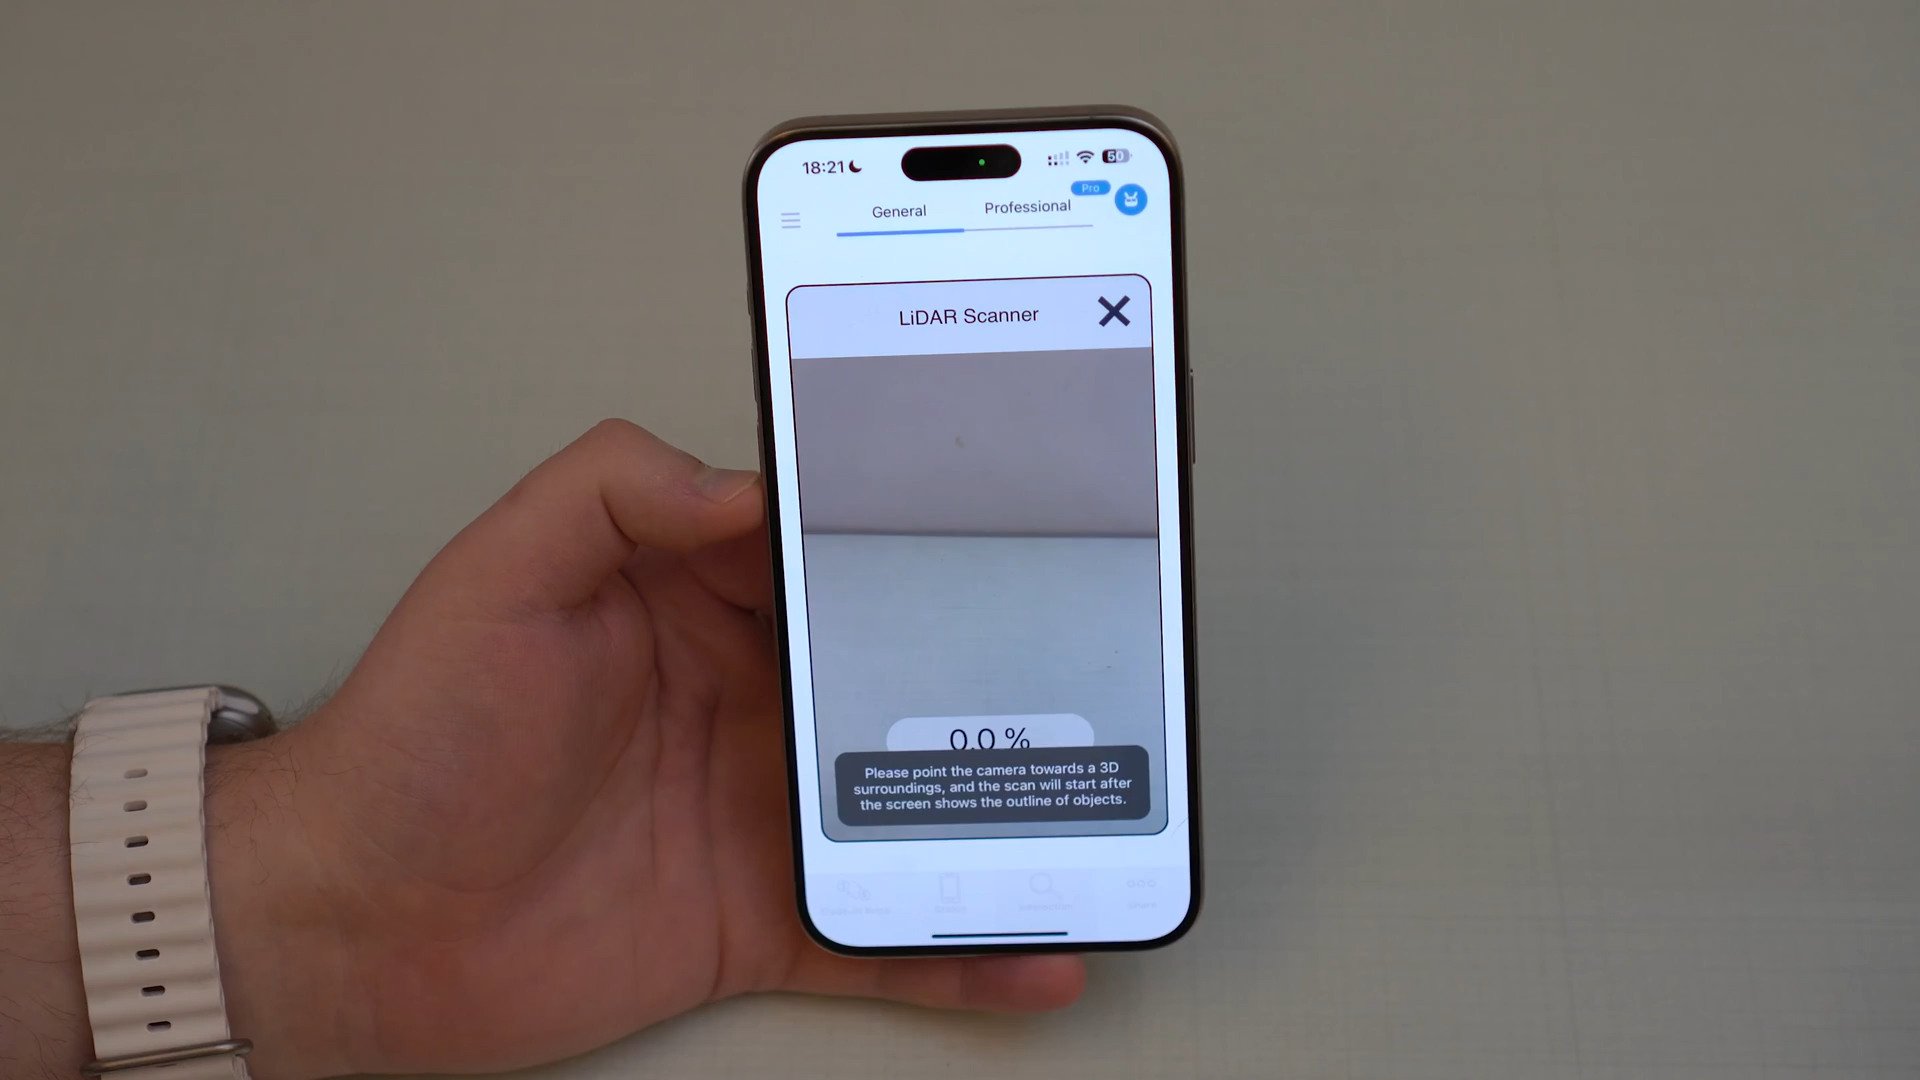 18:21
50
Pro
General
Professional
LiDAR Scanner
0.0 %
Please point the camera towards a 3D
surroundings, and the scan will start after
the screen shows the outline of objects.